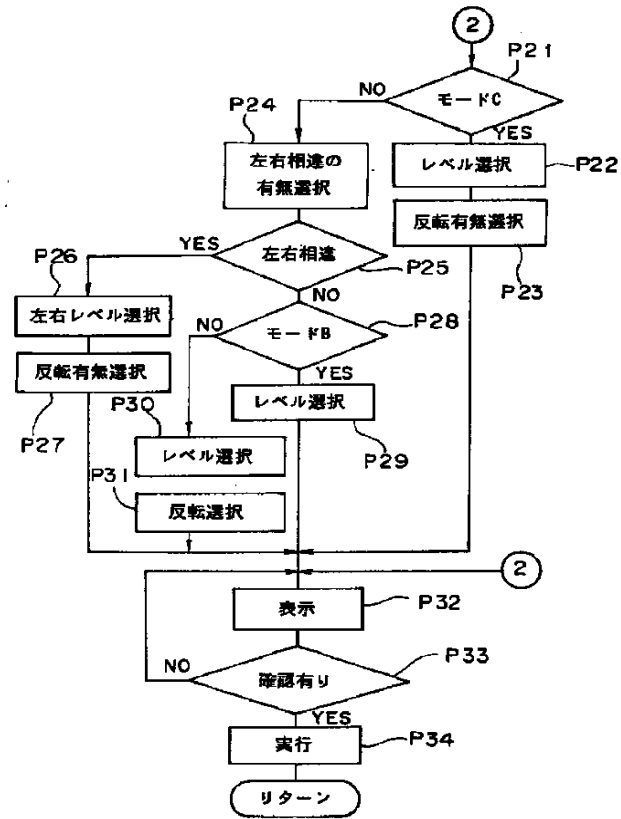 2
P21
モードC
NO
YES
P24
左右相違の
有無選択
レベル選択
P22
反転有無選択
P23
YES
左右相違
P25
NO
P26
左右レベル選択
反転有無選択
P27
NO
モードB
P28
YES
P30
レベル選択
P29
レベル選択
P31
反転選択
2
表示
P32
NO
確認有り
P33
YES
実行
P34
リターン